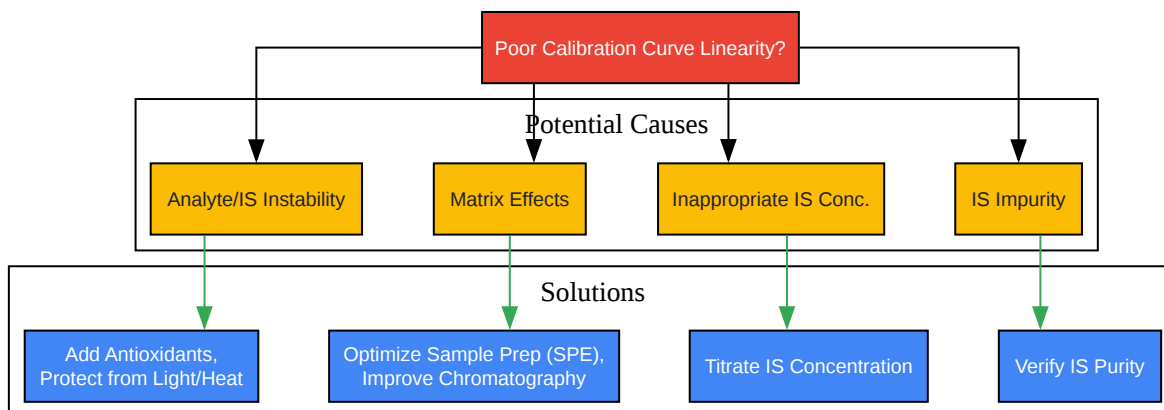 Poor Calibration Curve Linearity?
Potential Causes
Analyte/IS Instability
Matrix Effects
Inappropriate IS Conc.
IS Impurity
Solutions
Add Antioxidants,
Protect from Light/Heat
Optimize Sample Prep (SPE),
Improve Chromatography
Titrate IS Concentration
Verify IS Purity